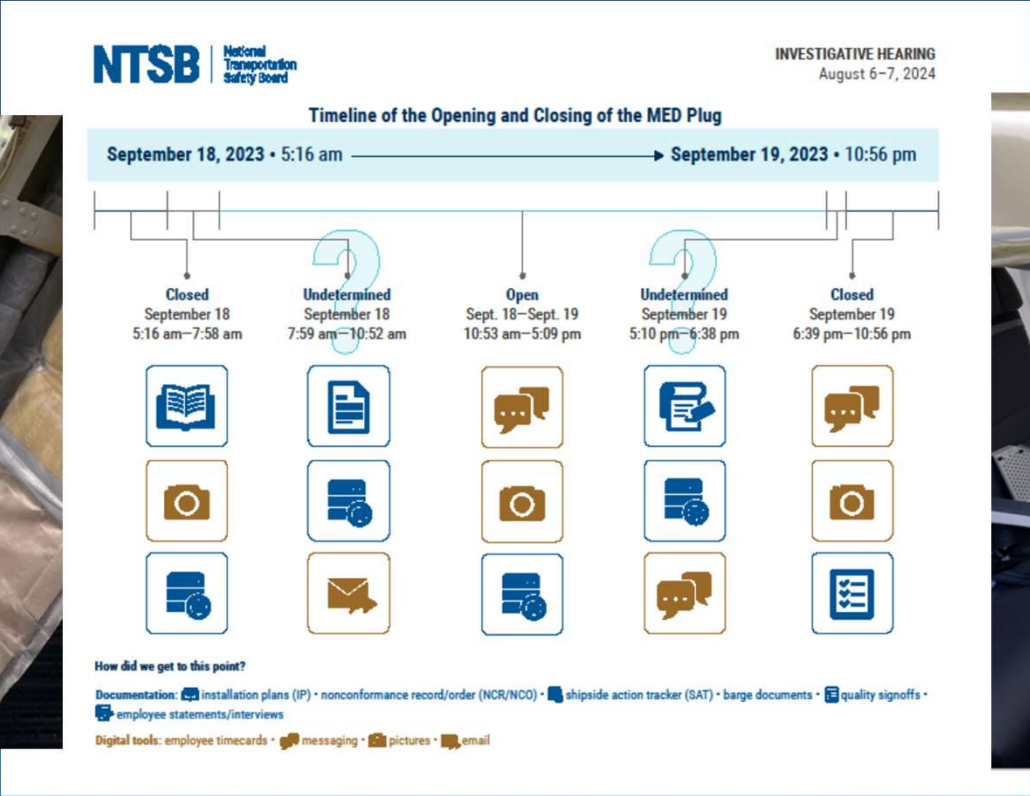 NTSB
National
Transportation
Safety Board
INVESTIGATIVE HEARING
August 6–7, 2024
Timeline of the Opening and Closing of the MED Plug
September 18, 2023 • 5:16 am
September 19, 2023 • 10:56 pm
? ?
Closed
September 18
5:16 am—7:58 am
Undetermined
September 18
7:59 am—10:52 am
Open
Sept. 18—Sept. 19
10:53 am—5:09 pm
Undetermined
September 19
5:10 pm—6:38 pm
Closed
September 19
6:39 pm—10:56 pm
How did we get to this point?
Documentation: installation plans (IP) • nonconformance record/order (NCR/NCO) • shipside action tracker (SAT) • barge documents • quality signoffs •
employee statements/interviews
Digital tools: employee timecards • messaging • pictures • email